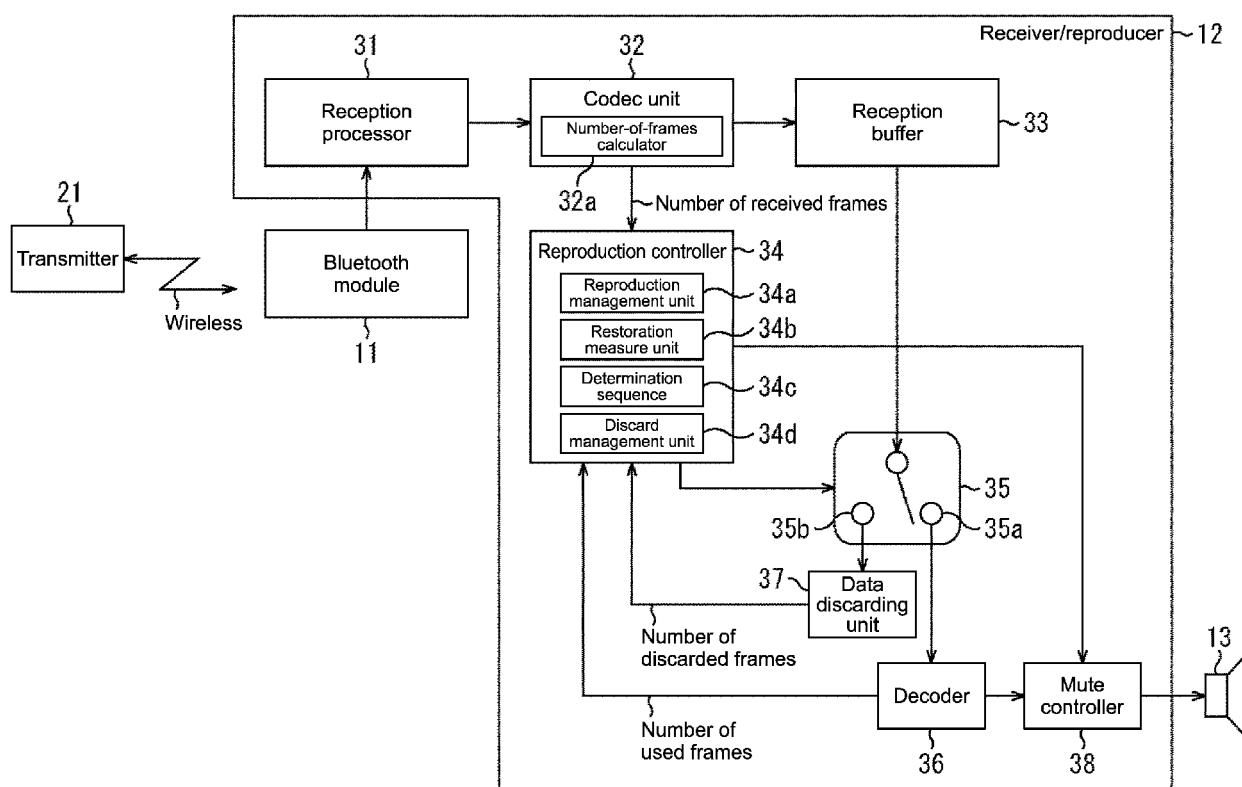 Receiver/reproducer
12
31
32
Reception
processor
Codec unit
Number-of-frames
calculator
Reception
buffer
33
32a
Number of received frames
21
Transmitter
Wireless
Bluetooth
module
11
Reproduction controller
34
Reproduction
management unit
34a
Restoration
measure unit
34b
Determination
sequence
34c
Discard
management unit
34d
35
35b
35a
37
Data
discarding
unit
Number of
discarded frames
13
Decoder
Mute
controller
Number of
used frames
36
38